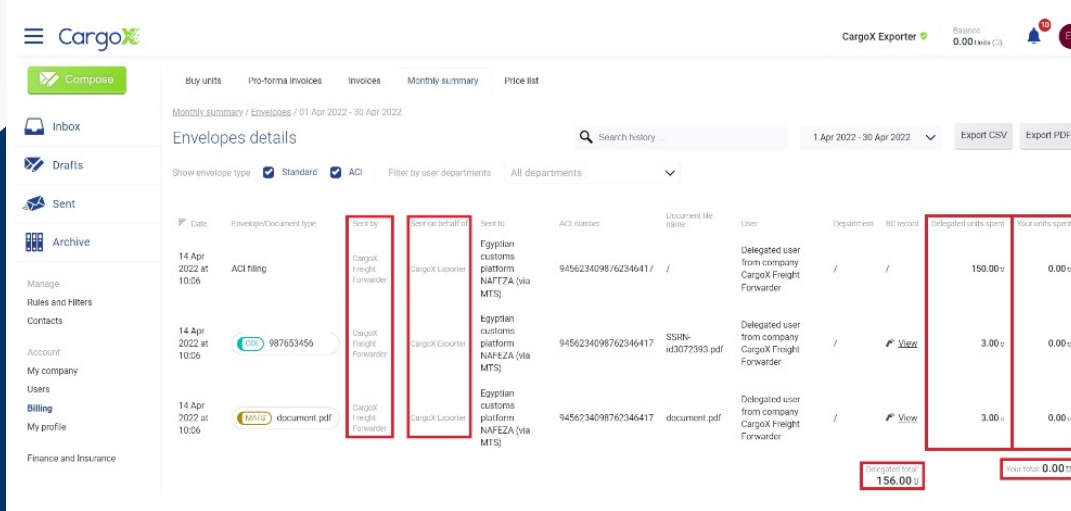 CargoX
CargoX Exporter
Balance
0.00 Units
10
E
Compose
Buy units
Pro-forma invoices
Invoices
Monthly summary
Price list
Monthly summary / Envelopes / 01 Apr 2022 - 30 Apr 2022
Inbox
Envelopes details
Search history ...
1 Apr 2022 - 30 Apr 2022
Export CSV
Export PDF
Drafts
Show envelope type
Standard
ACI
Filter by user departments
All departments
Sent
Archive
Date
Envelope/Document type
Sent by
Sent on behalf of
Sent to
ACI number
Document file
name
User
Department
BC record
Delegated units spent
Your units spent
14 Apr
2022 at
10:06
ACI filing
CargoX
Freight
Forwarder
CargoX Exporter
Egyptian
customs
platform
NAFEZA (via
MTS)
9456234098762346417
/
Delegated user
from company
CargoX Freight
Forwarder
/
/
150.00
0.00
14 Apr
2022 at
10:06
COI
987653456
CargoX
Freight
Forwarder
CargoX Exporter
Egyptian
customs
platform
NAFEZA (via
MTS)
9456234098762346417
SSRN-
id3072393.pdf
Delegated user
from company
CargoX Freight
Forwarder
/
View
3.00
0.00
14 Apr
2022 at
10:06
MATS
document.pdf
CargoX
Freight
Forwarder
CargoX Exporter
Egyptian
customs
platform
NAFEZA (via
MTS)
9456234098762346417
document.pdf
Delegated user
from company
CargoX Freight
Forwarder
/
View
3.00
0.00
Delegated total:
156.00
Your total: 0.00
Manage
Rules and Filters
Contacts
Account
My company
Users
Billing
My profile
Finance and Insurance